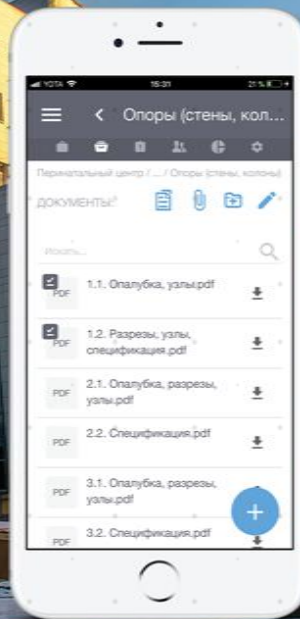 YOTA 15:31 21 %
Опоры (стены, кол...
Перинатальный центр / ... / Опоры (стены, колонны)
ДОКУМЕНТЫ:
Искать...
PDF 1.1. Опалубка, узлы.pdf
PDF 1.2. Разрезы, узлы,
спецификация.pdf
PDF 2.1. Опалубка, разрезы,
узлы.pdf
PDF 2.2. Спецификация.pdf
PDF 3.1. Опалубка, разрезы,
узлы.pdf
PDF 3.2. Спецификация.pdf